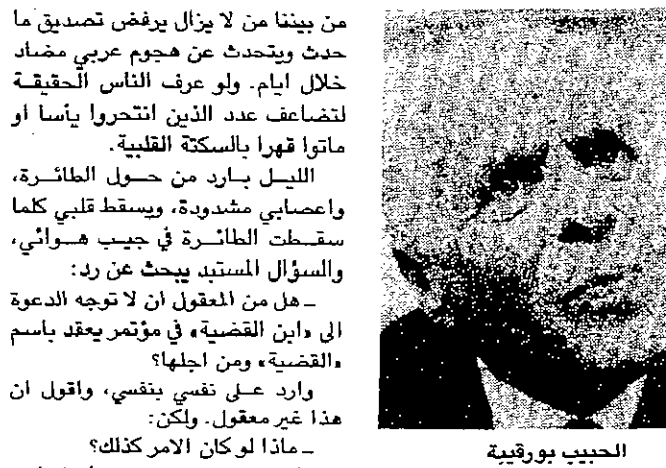 من بيننا من لا يزال يرفض تصديق ما
حدث ويتحدث عن هجوم عربي مضاد
خلال ايام. ولو عرف الناس الحقيقة
لتضاعف عدد الذين انتحروا يأسا او
ماتوا قهرا بالسكتة القلبية.
الليل بارد من حول الطائرة،
واعصابي مشدودة، ويسقط قلبي كلما
سقطت الطائرة في جيب هوائي،
والسؤال المستبد يبحث عن رد:
ـ هل من المعقول ان لا توجه الدعوة
الى «ابن القضية» في مؤتمر يعقد باسم
«القضية» ومن اجلها؟
وارد على نفسي بنفسي، واقول ان
هذا غير معقول. ولكن:
ـ ماذا لو كان الامر كذلك؟
الحبيب بورقيبة